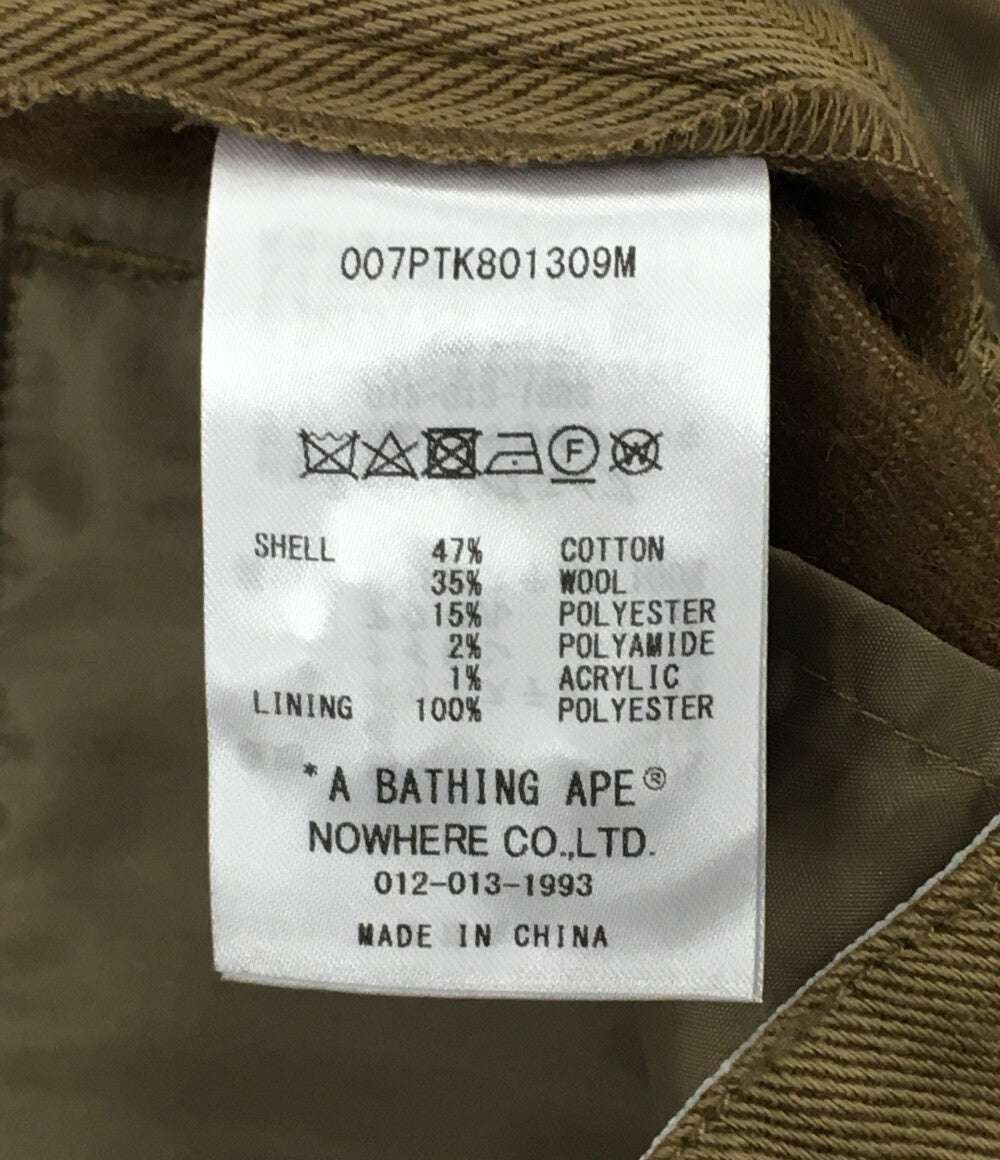 007PTK801309M
F W
SHELL 47% COTTON
35% WOOL
15% POLYESTER
2% POLYAMIDE
1% ACRYLIC
LINING 100% POLYESTER
*A BATHING APE®
NOWHERE CO.,LTD.
012-013-1993
MADE IN CHINA